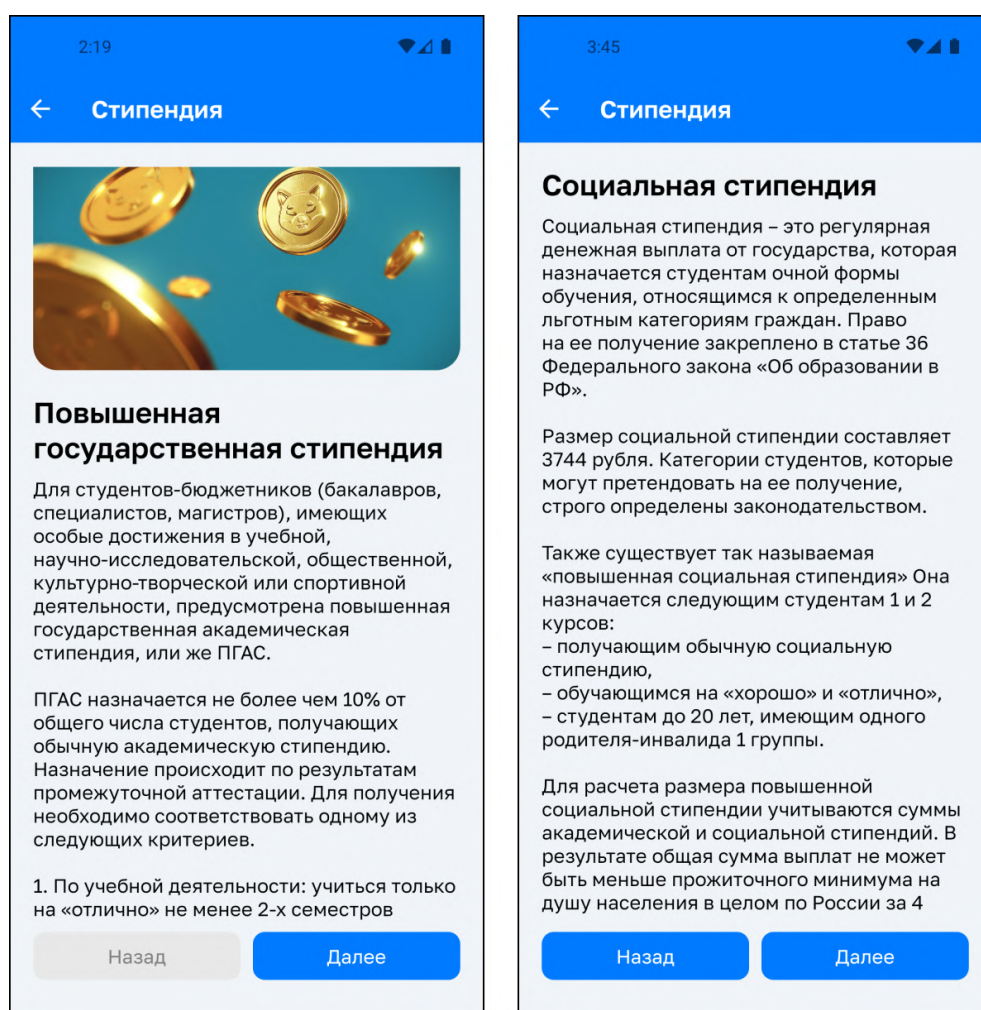 2:19
Стипендия
Повышенная
государственная стипендия
Для студентов-бюджетников (бакалавров,
специалистов, магистров), имеющих
особые достижения в учебной,
научно-исследовательской, общественной,
культурно-творческой или спортивной
деятельности, предусмотрена повышенная
государственная академическая
стипендия, или же ПГАС.
ПГАС назначается не более чем 10% от
общего числа студентов, получающих
обычную академическую стипендию.
Назначение происходит по результатам
промежуточной аттестации. Для получения
необходимо соответствовать одному из
следующих критериев.
1. По учебной деятельности: учиться только
на «отлично» не менее 2-х семестров
Назад
Далее
3:45
Стипендия
Социальная стипендия
Социальная стипендия – это регулярная
денежная выплата от государства, которая
назначается студентам очной формы
обучения, относящимся к определенным
льготным категориям граждан. Право
на ее получение закреплено в статье 36
Федерального закона «Об образовании в
РФ».
Размер социальной стипендии составляет
3744 рубля. Категории студентов, которые
могут претендовать на ее получение,
строго определены законодательством.
Также существует так называемая
«повышенная социальная стипендия» Она
назначается следующим студентам 1 и 2
курсов:
– получающим обычную социальную
стипендию,
– обучающимся на «хорошо» и «отлично»,
– студентам до 20 лет, имеющим одного
родителя-инвалида 1 группы.
Для расчета размера повышенной
социальной стипендии учитываются суммы
академической и социальной стипендий. В
результате общая сумма выплат не может
быть меньше прожиточного минимума на
душу населения в целом по России за 4
Назад
Далее